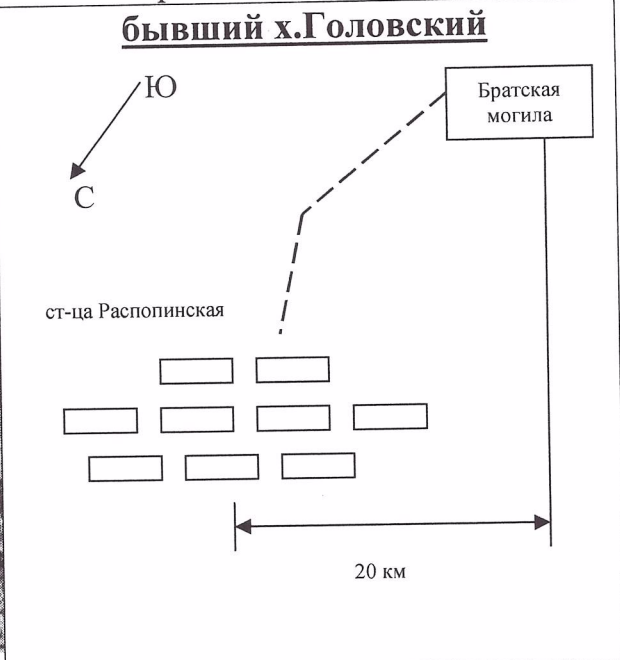 бывший х.Головский
Ю
Братская
могила
С
ст-ца Распопинская
20 км